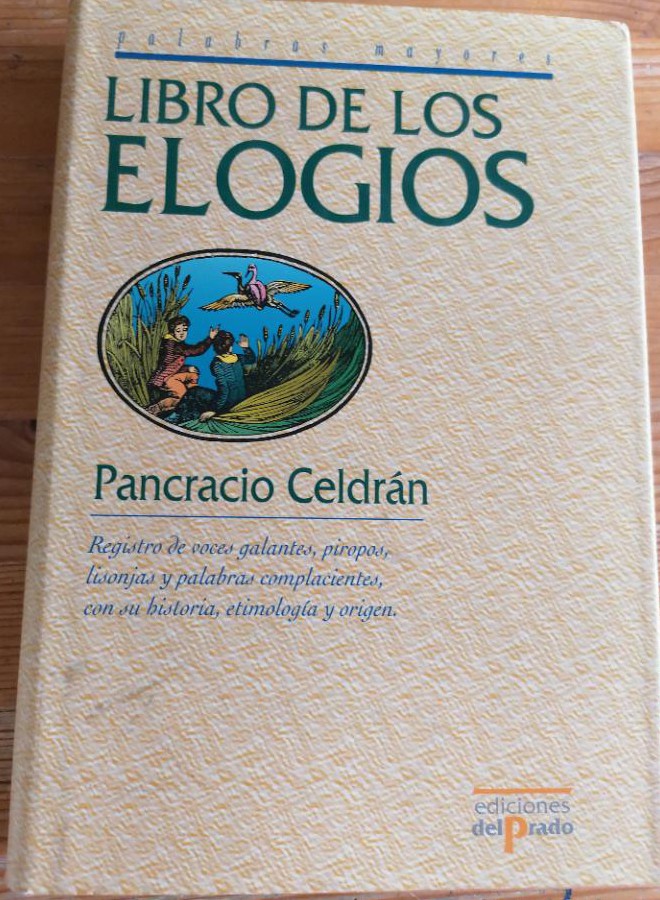 palabras mayores
LIBRO DE LOS
ELOGIOS
Pancracio Celdrán
Registro de voces galantes, piropos,
lisonjas y palabras complacientes,
con su historia, etimología y origen.
ediciones
delPrado